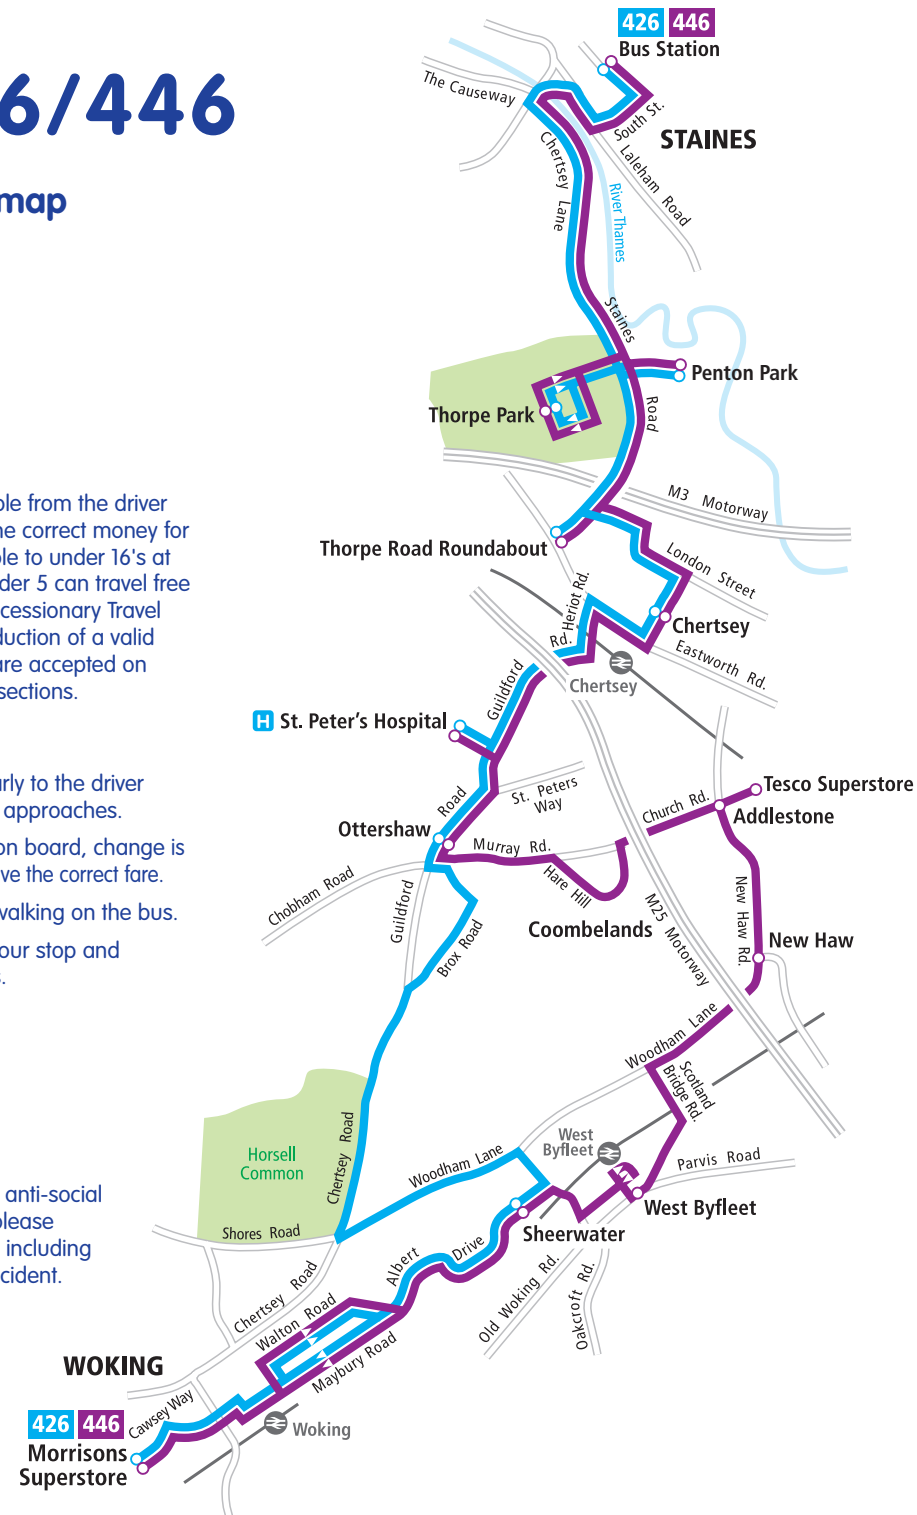 6/446
map
ble from the driver
he correct money for
ble to under 16's at
der 5 can travel free
cessionary Travel
duction of a valid
are accepted on
sections.
rly to the driver
approaches.
on board, change is
ve the correct fare.
walking on the bus.
our stop and
s.
anti-social
please
including
cident.
426 446
Bus Station
The Causeway
South St.
STAINES
Chertsey Lane
Laleham Road
River Thames
Staines Road
Penton Park
Thorpe Park
M3 Motorway
Thorpe Road Roundabout
London Street
Heriot Rd.
Chertsey
Eastworth Rd.
Guildford Rd.
Chertsey
H St. Peter's Hospital
St. Peters
Way
Road
Tesco Superstore
Church Rd.
Addlestone
Ottershaw
Murray Rd.
Hare Hill
Chobham Road
Guildford
Brox Road
Coombelands
M25 Motorway
New Haw Rd.
New Haw
Woodham Lane
Scotland
Bridge Rd.
West
Byfleet
Parvis Road
Horsell
Common
Chertsey Road
Woodham Lane
West Byfleet
Shores Road
Sheerwater
Albert Drive
Old Woking Rd.
Oakcroft Rd.
Chertsey Road
Walton Road
Maybury Road
WOKING
Cawsey Way
426 446
Woking
Morrisons
Superstore